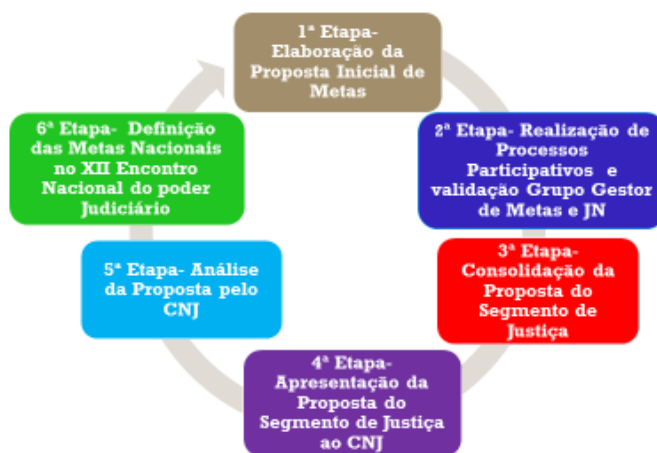 1ª Etapa-
Elaboração da
Proposta Inicial de
Metas
2ª Etapa- Realização de
Processos
Participativos e
validação Grupo Gestor
de Metas e JN
3ª Etapa-
Consolidação da
Proposta do
Segmento de
Justiça
4ª Etapa-
Apresentação da
Proposta do
Segmento de Justiça
ao CNJ
5ª Etapa- Análise
da Proposta pelo
CNJ
6ª Etapa- Definição
das Metas Nacionais
no XII Encontro
Nacional do poder
Judiciário